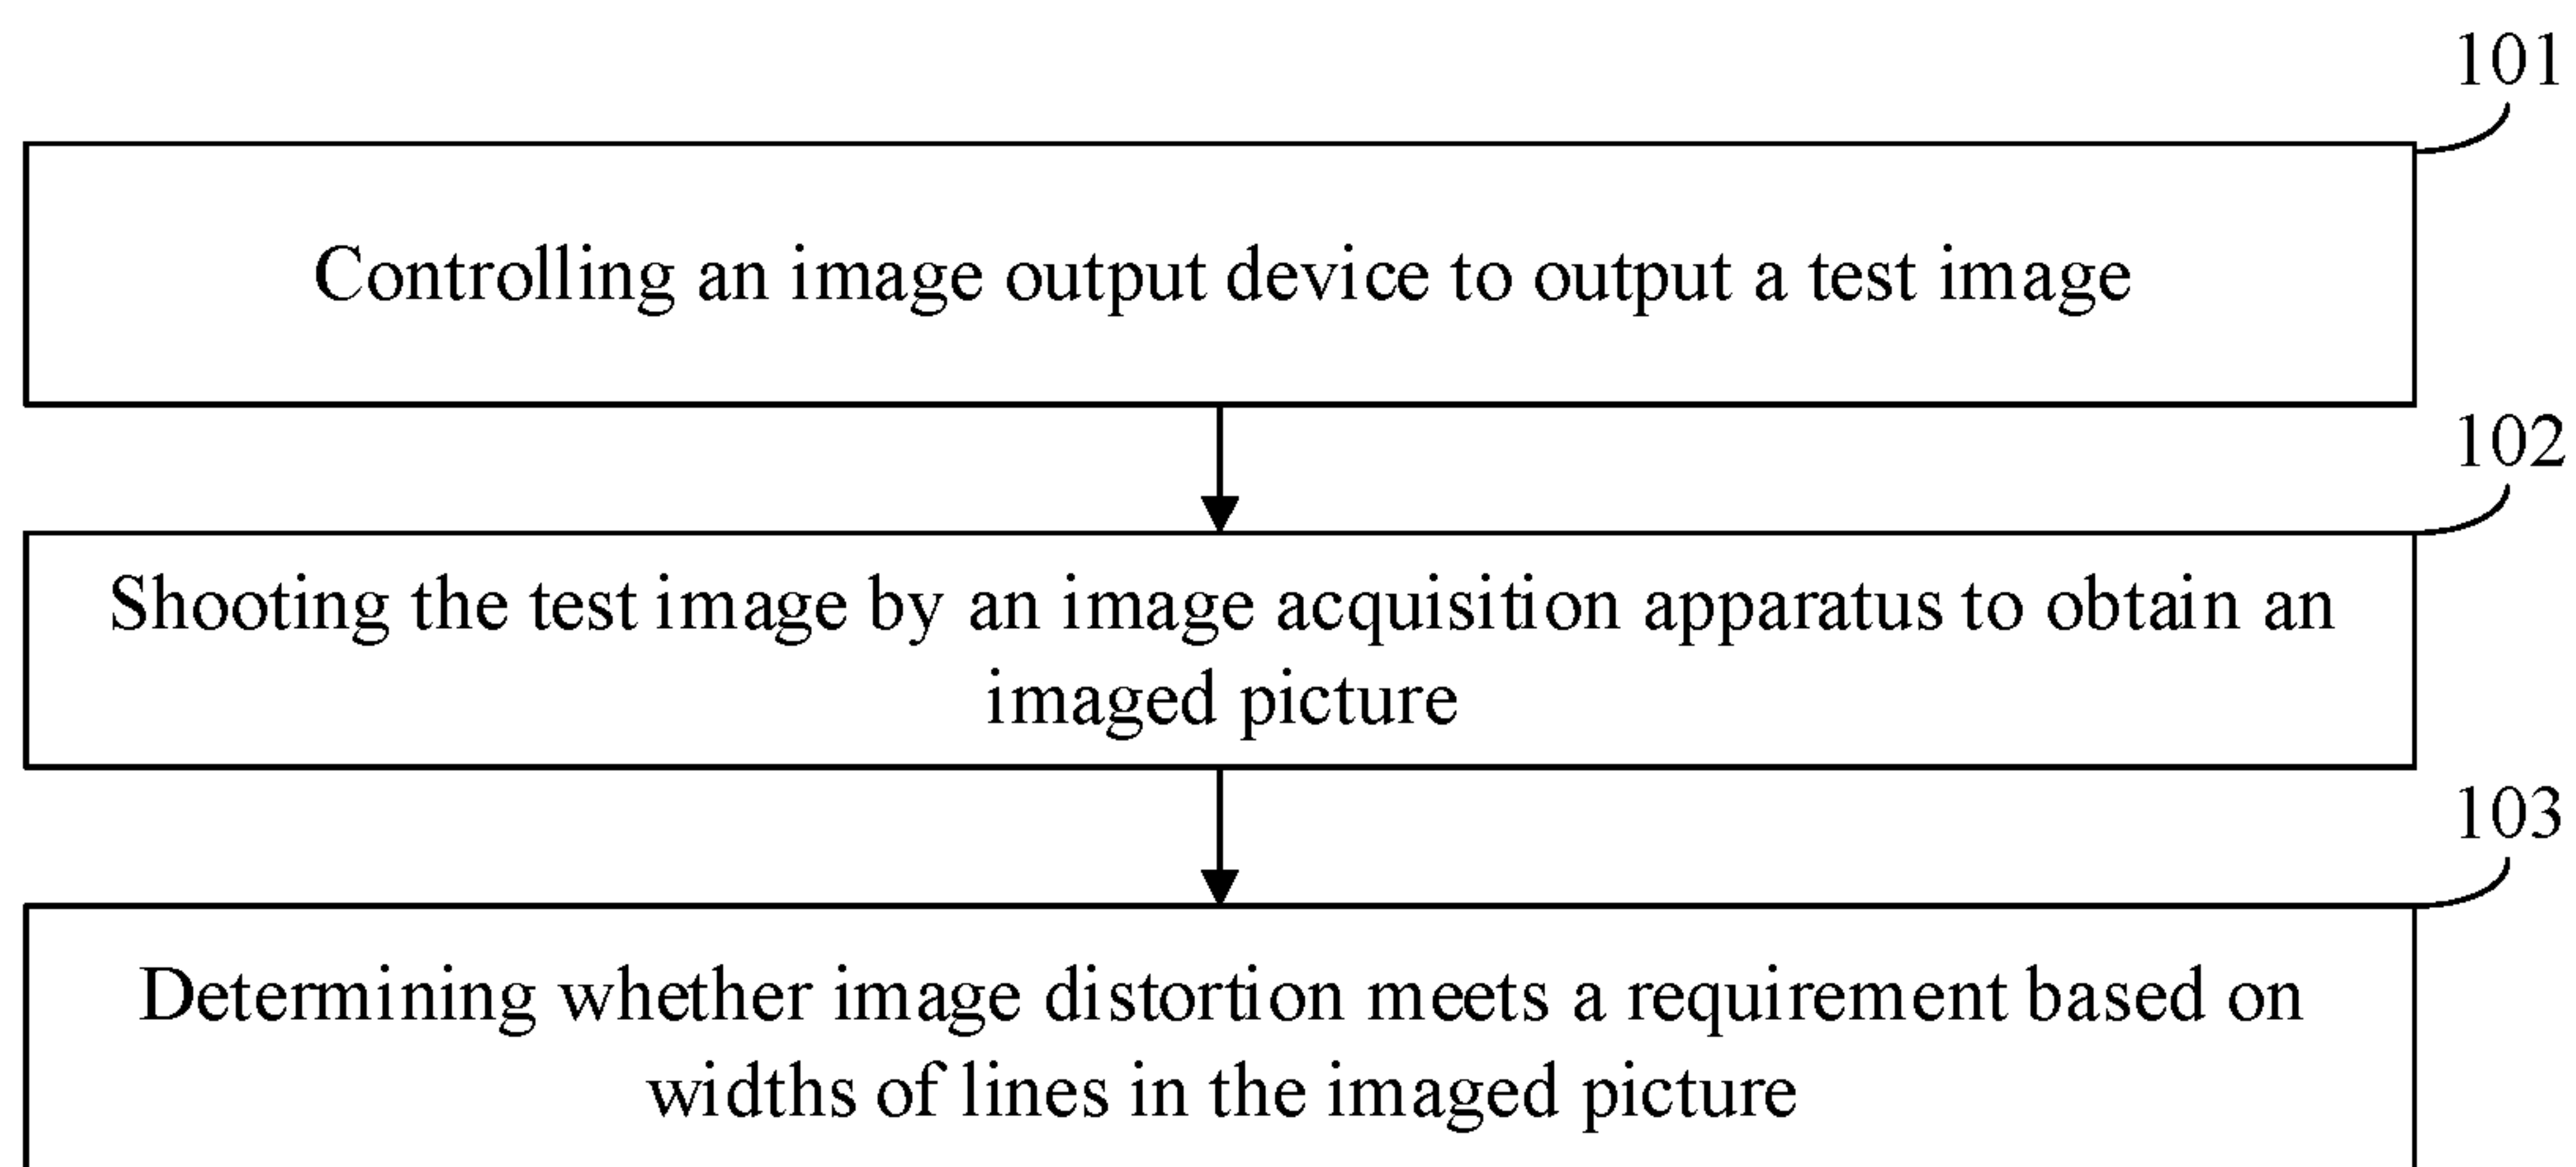 101
Controlling an image output device to output a test image
102
Shooting the test image by an image acquisition apparatus to obtain an
imaged picture
103
Determining whether image distortion meets a requirement based on
widths of lines in the imaged picture